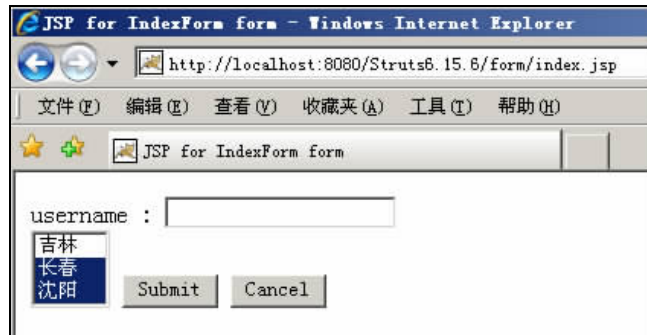 JSP for IndexForm form - Windows Internet Explorer
http://localhost:8080/Struts6.15.6/form/index.jsp
文件(F) 编辑(E) 查看(V) 收藏夹(A) 工具(T) 帮助(H)
JSP for IndexForm form
username :
吉林
长春
沈阳 Submit Cancel